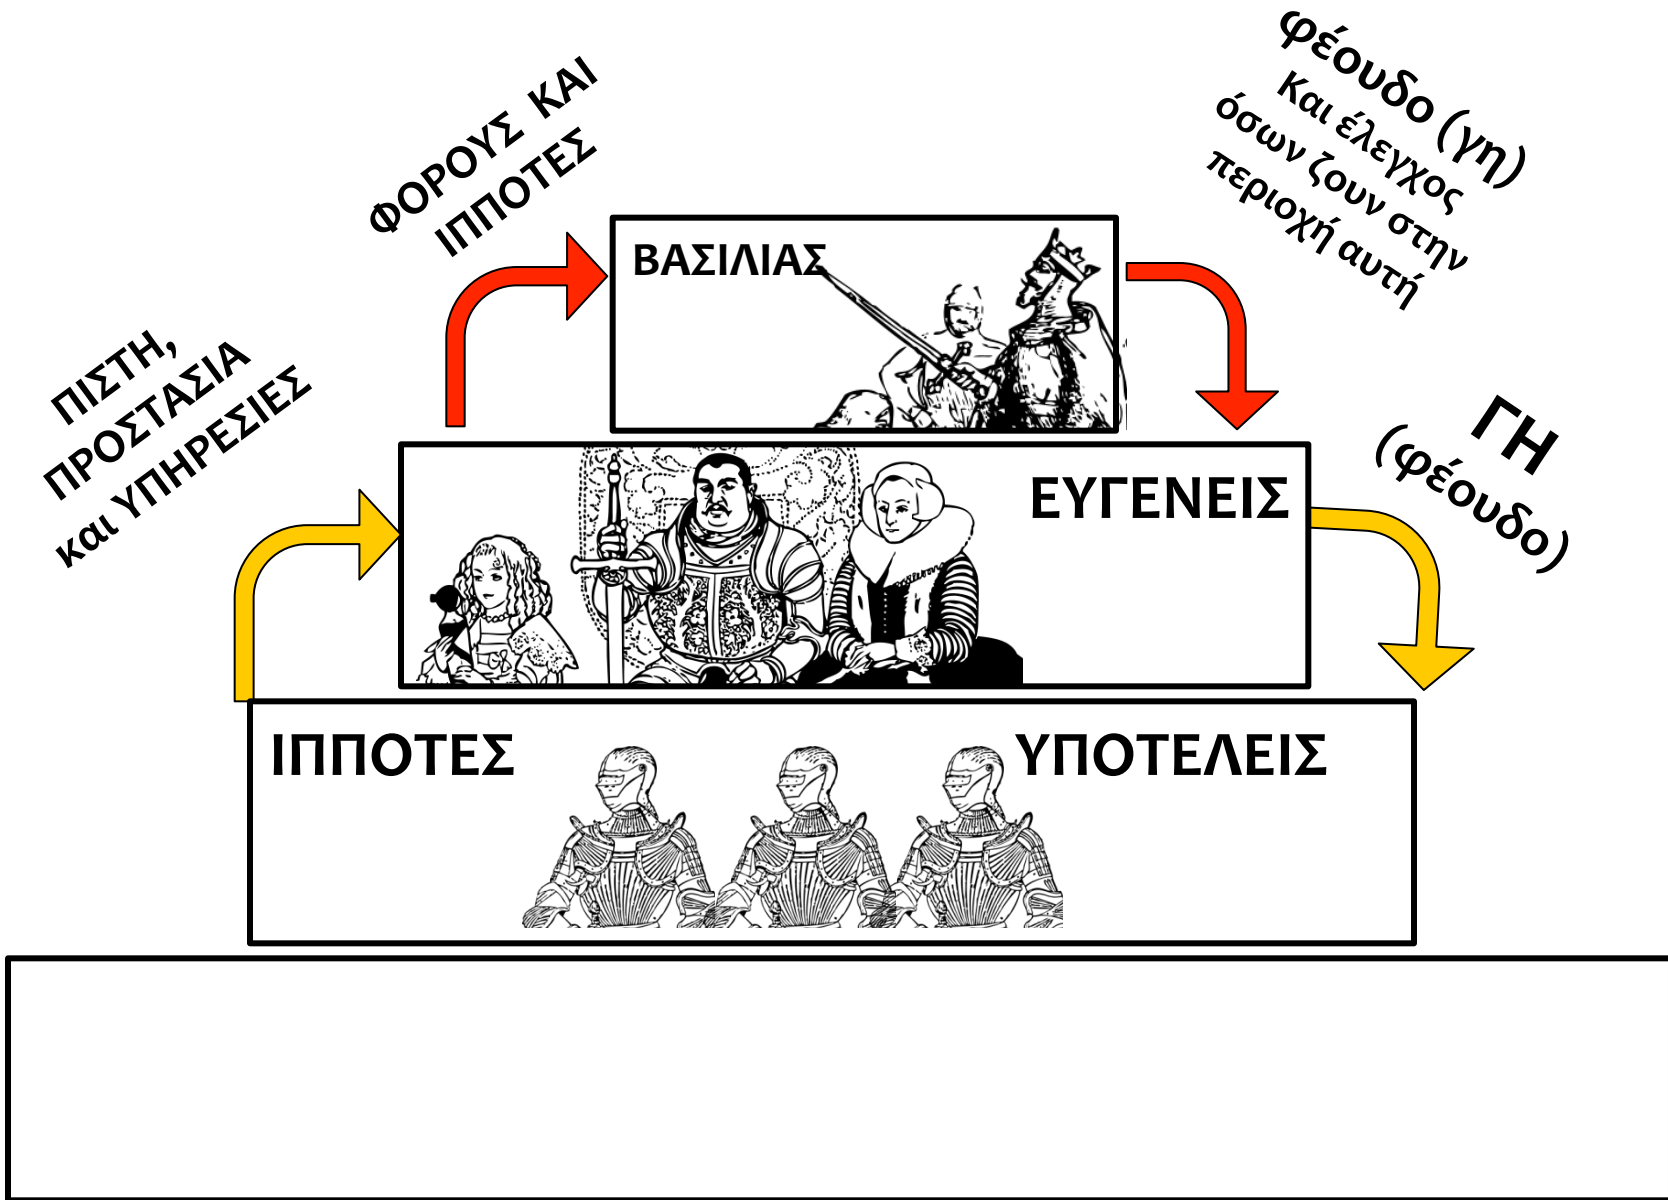 ΦΟΡΟΥΣ ΚΑΙ
ΙΠΠΟΤΕΣ
φέουδο (γη)
Και έλεγχος
όσων ζουν στην
περιοχή αυτή
ΒΑΣΙΛΙΑΣ
ΠΙΣΤΗ,
ΠΡΟΣΤΑΣΙΑ
και ΥΠΗΡΕΣΙΕΣ
ΕΥΓΕΝΕΙΣ
ΓΗ
(φέουδο)
ΙΠΠΟΤΕΣ
ΥΠΟΤΕΛΕΙΣ